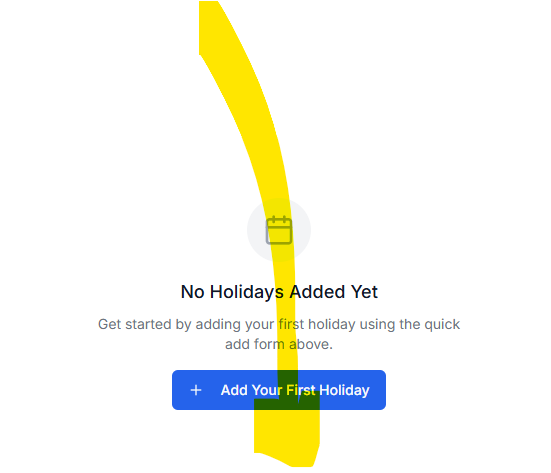 No Holidays Added Yet
Get started by adding your first holiday using the quick
add form above.
+ Add Your First Holiday